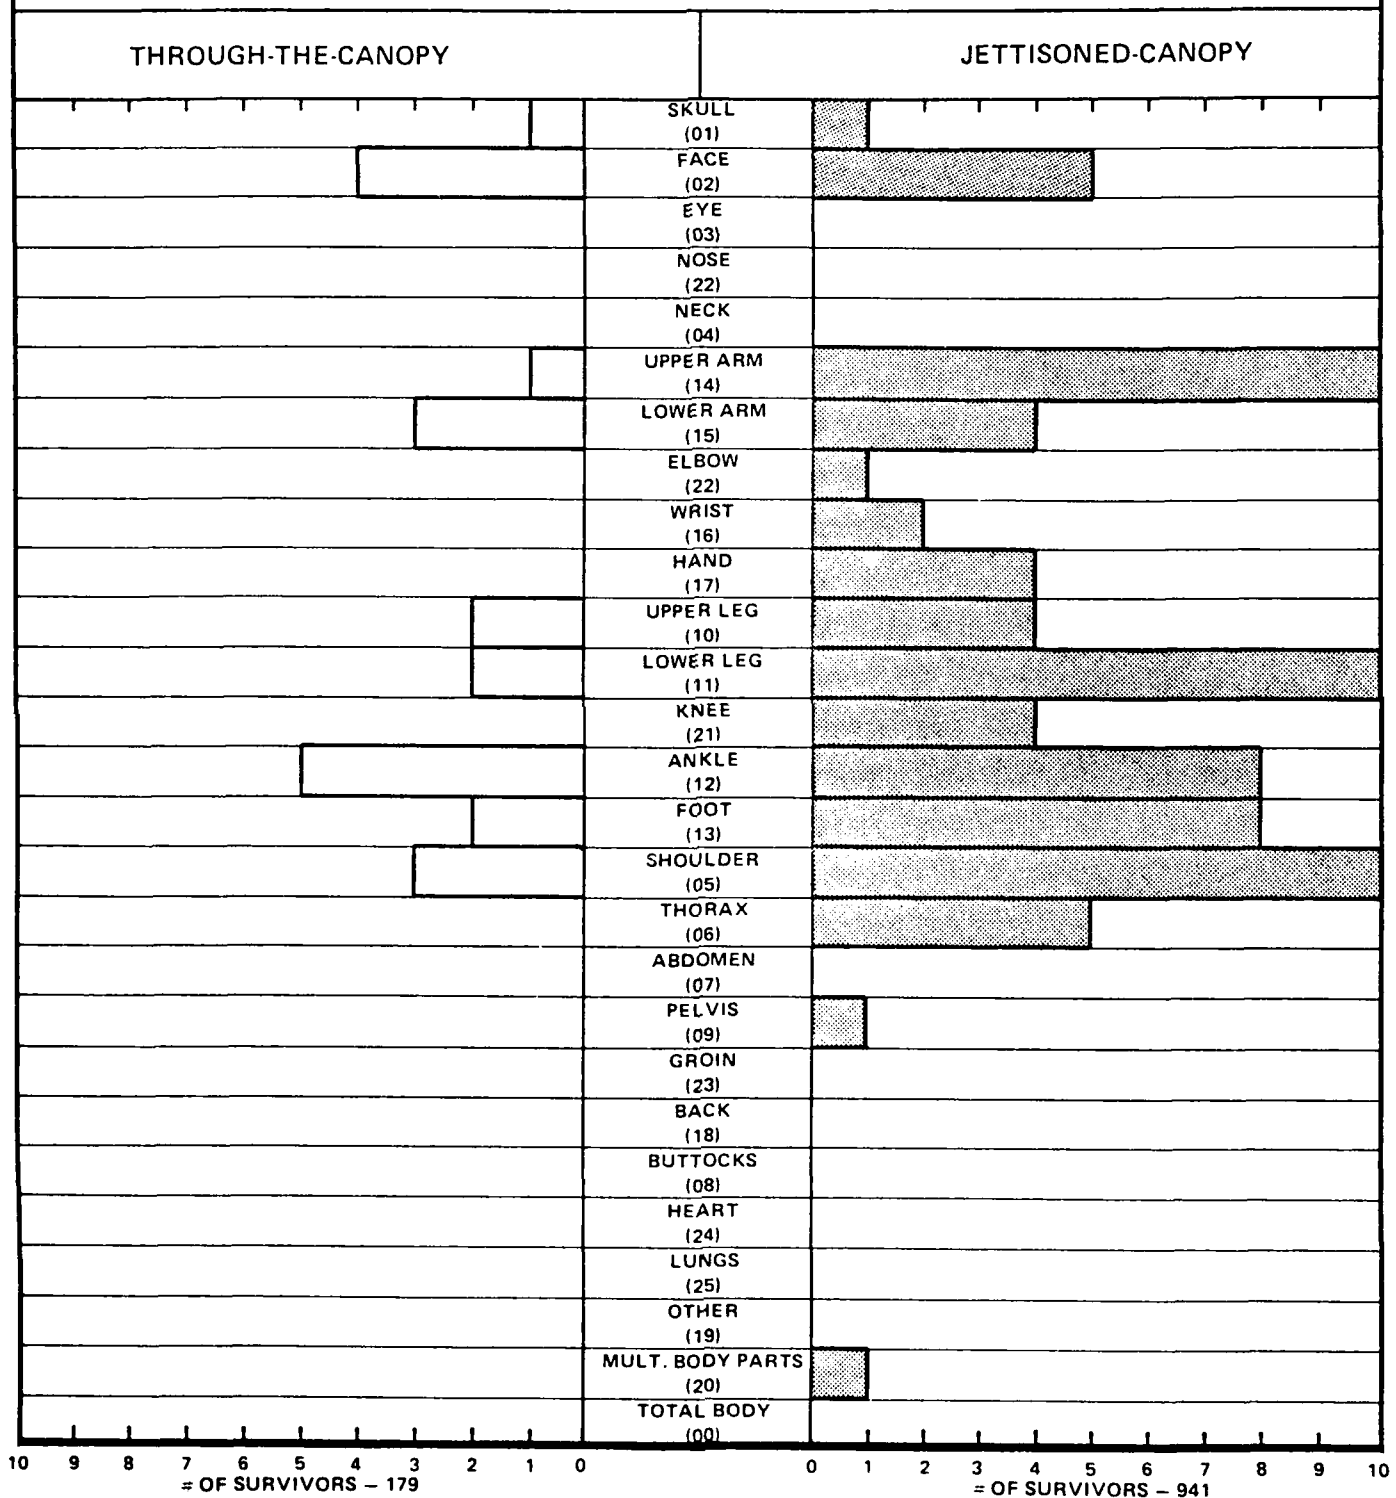 THROUGH-THE-CANOPY
JETTISONED-CANOPY
SKULL
(01)
FACE
(02)
EYE
(03)
NOSE
(22)
NECK
(04)
UPPER ARM
(14)
LOWER ARM
(15)
ELBOW
(22)
WRIST
(16)
HAND
(17)
UPPER LEG
(10)
LOWER LEG
(11)
KNEE
(21)
ANKLE
(12)
FOOT
(13)
SHOULDER
(05)
THORAX
(06)
ABDOMEN
(07)
PELVIS
(09)
GROIN
(23)
BACK
(18)
BUTTOCKS
(08)
HEART
(24)
LUNGS
(25)
OTHER
(19)
MULT. BODY PARTS
(20)
TOTAL BODY
(00)
10 9 8 7 6 5 4 3 2 1 0
= OF SURVIVORS – 179
0 1 2 3 4 5 6 7 8 9 10
= OF SURVIVORS – 941